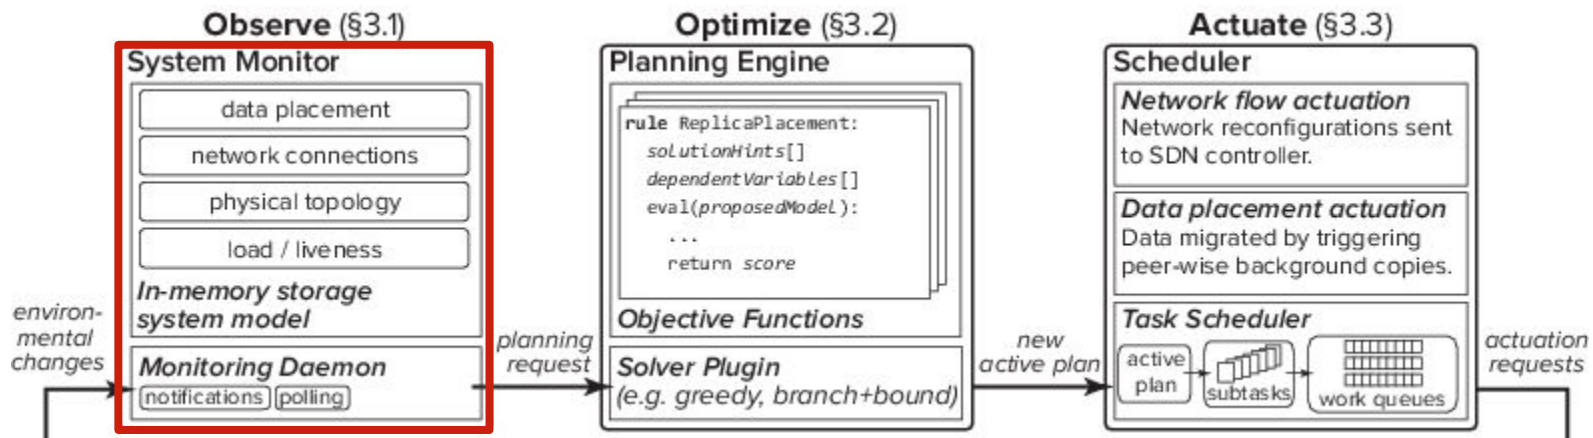 Observe (§3.1)
System Monitor
data placement
network connections
physical topology
load / liveness
In-memory storage
system model
Monitoring Daemon
notifications
polling
environ-
mental
changes
planning
request
Optimize (§3.2)
Planning Engine
rule ReplicaPlacement:
solutionHints[]
dependentVariables[]
eval(proposedModel):
...
return score
Objective Functions
Solver Plugin
(e.g. greedy, branch+bound)
new
active plan
Actuate (§3.3)
Scheduler
Network flow actuation
Network reconfigurations sent
to SDN controller.
Data placement actuation
Data migrated by triggering
peer-wise background copies.
Task Scheduler
active
plan
subtasks
work queues
actuation
requests